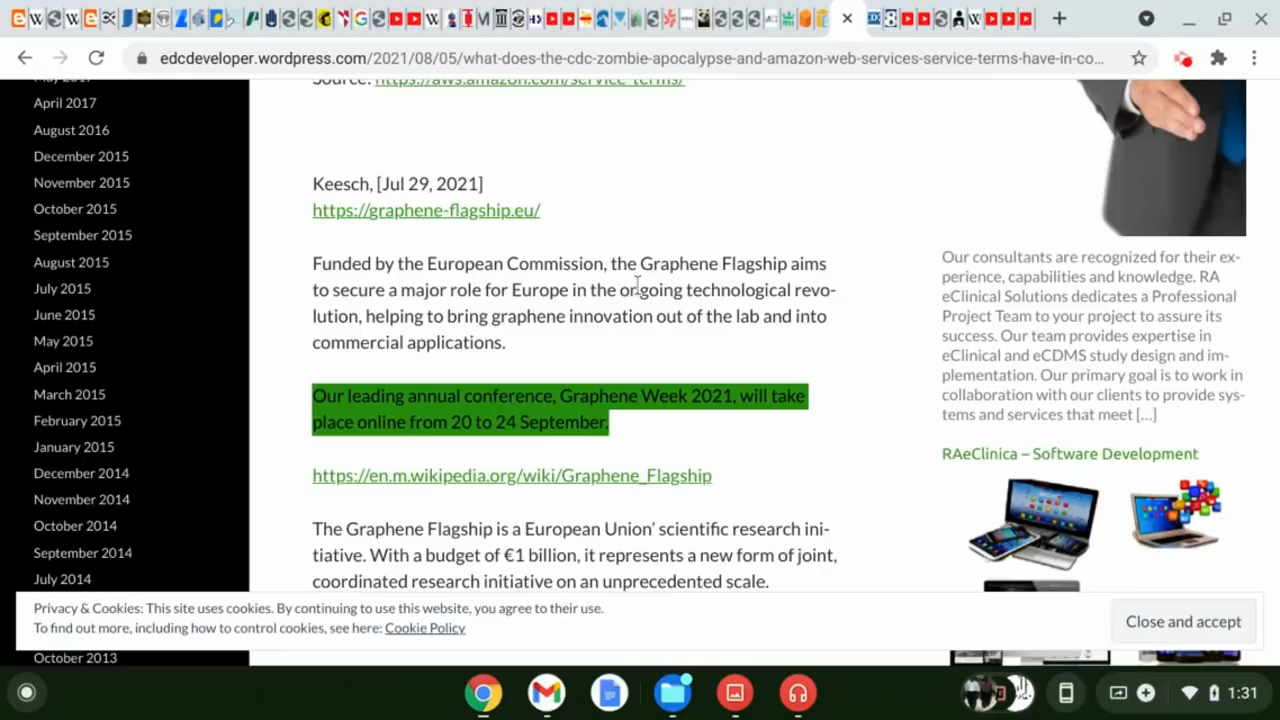 edcdeveloper.wordpress.com/2021/08/05/what-does-the-cdc-zombie-apocalypse-and-amazon-web-services-service-terms-have-in-co...
April 2017
August 2016
December 2015
November 2015
October 2015
September 2015
August 2015
July 2015
June 2015
May 2015
April 2015
March 2015
February 2015
January 2015
December 2014
November 2014
October 2014
September 2014
July 2014
October 2013
Source: https://aws.amazon.com/service-terms/
Keesch, [Jul 29, 2021]
https://graphene-flagship.eu/
Funded by the European Commission, the Graphene Flagship aims
to secure a major role for Europe in the ongoing technological revo-
lution, helping to bring graphene innovation out of the lab and into
commercial applications.
Our leading annual conference, Graphene Week 2021, will take
place online from 20 to 24 September.
https://en.m.wikipedia.org/wiki/Graphene_Flagship
The Graphene Flagship is a European Union’ scientific research ini-
tiative. With a budget of €1 billion, it represents a new form of joint,
coordinated research initiative on an unprecedented scale.
Our consultants are recognized for their ex-
perience, capabilities and knowledge. RA
eClinical Solutions dedicates a Professional
Project Team to your project to assure its
success. Our team provides expertise in
eClinical and eCDMS study design and im-
plementation. Our primary goal is to work in
collaboration with our clients to provide sys-
tems and services that meet [...]
RAeClinica – Software Development
Privacy & Cookies: This site uses cookies. By continuing to use this website, you agree to their use.
To find out more, including how to control cookies, see here: Cookie Policy
Close and accept
1:31